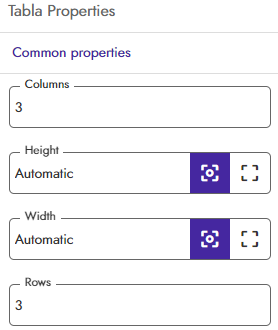 Tabla Properties
Common properties
Columns
3
Height
Automatic
Width
Automatic
Rows
3